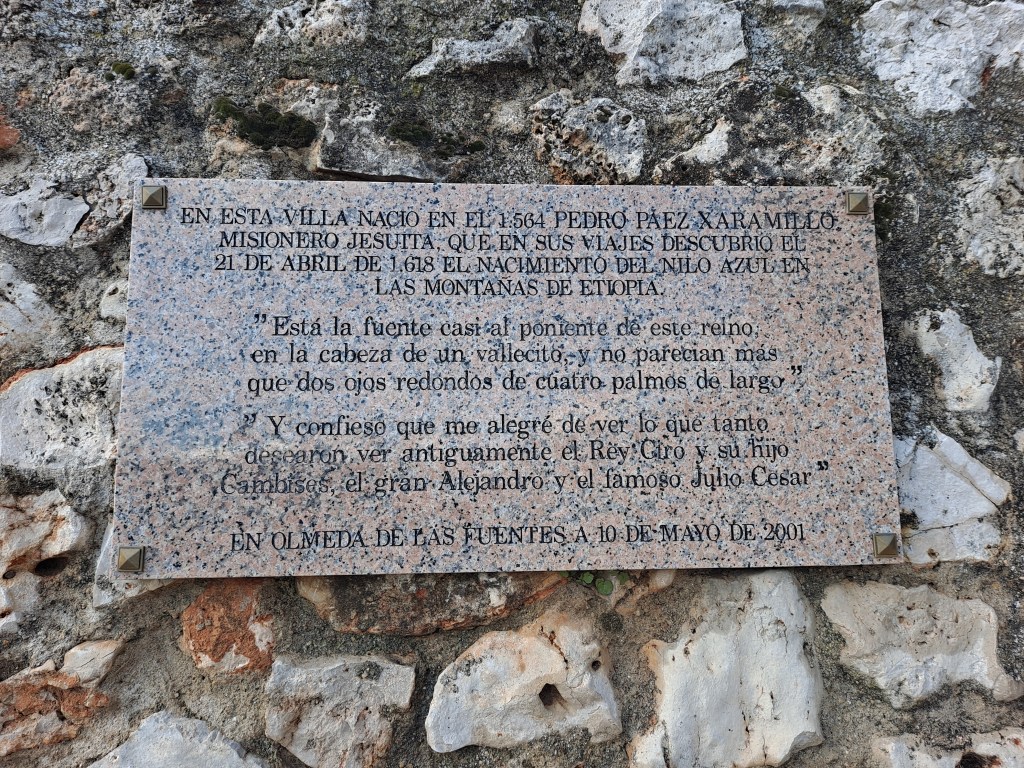 EN ESTA VILLA NACIO EN EL 1.564 PEDRO PAEZ XARAMILLO
MISIONERO JESUITA, QUE EN SUS VIAJES DESCUBRIO EL
21 DE ABRIL DE 1.618 EL NACIMIENTO DEL NILO AZUL EN
LAS MONTAÑAS DE ETIOPIA.
"Está la fuente casi al poniente de este reino,
en la cabeza de un vallecito, y no parecian mas
que dos ojos redondos de cuatro palmos de largo."
"Y confieso que me alegré de ver lo que tanto
desearon ver antiguamente el Rey Ciro y su hijo
Cambises, el gran Alejandro y el famoso Julio Cesar"
EN OLMEDA DE LAS FUENTES A 10 DE MAYO DE 2001